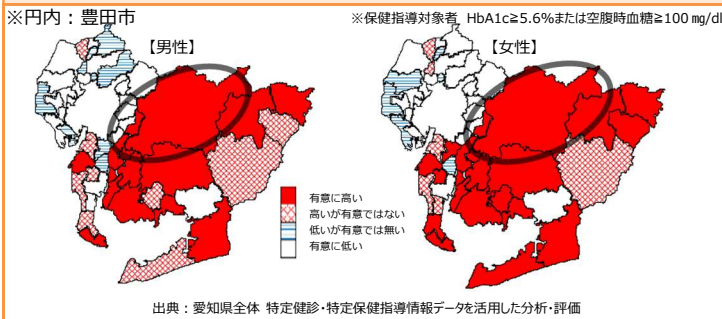 ※円内：豊田市
※保健指導対象者 HbA1c≧5.6%または空腹時血糖≧100 mg/dl
【男性】
【女性】
有意に高い
高いが有意ではない
低いが有意では無い
有意に低い
出典：愛知県全体 特定健診・特定保健指導情報データを活用した分析・評価